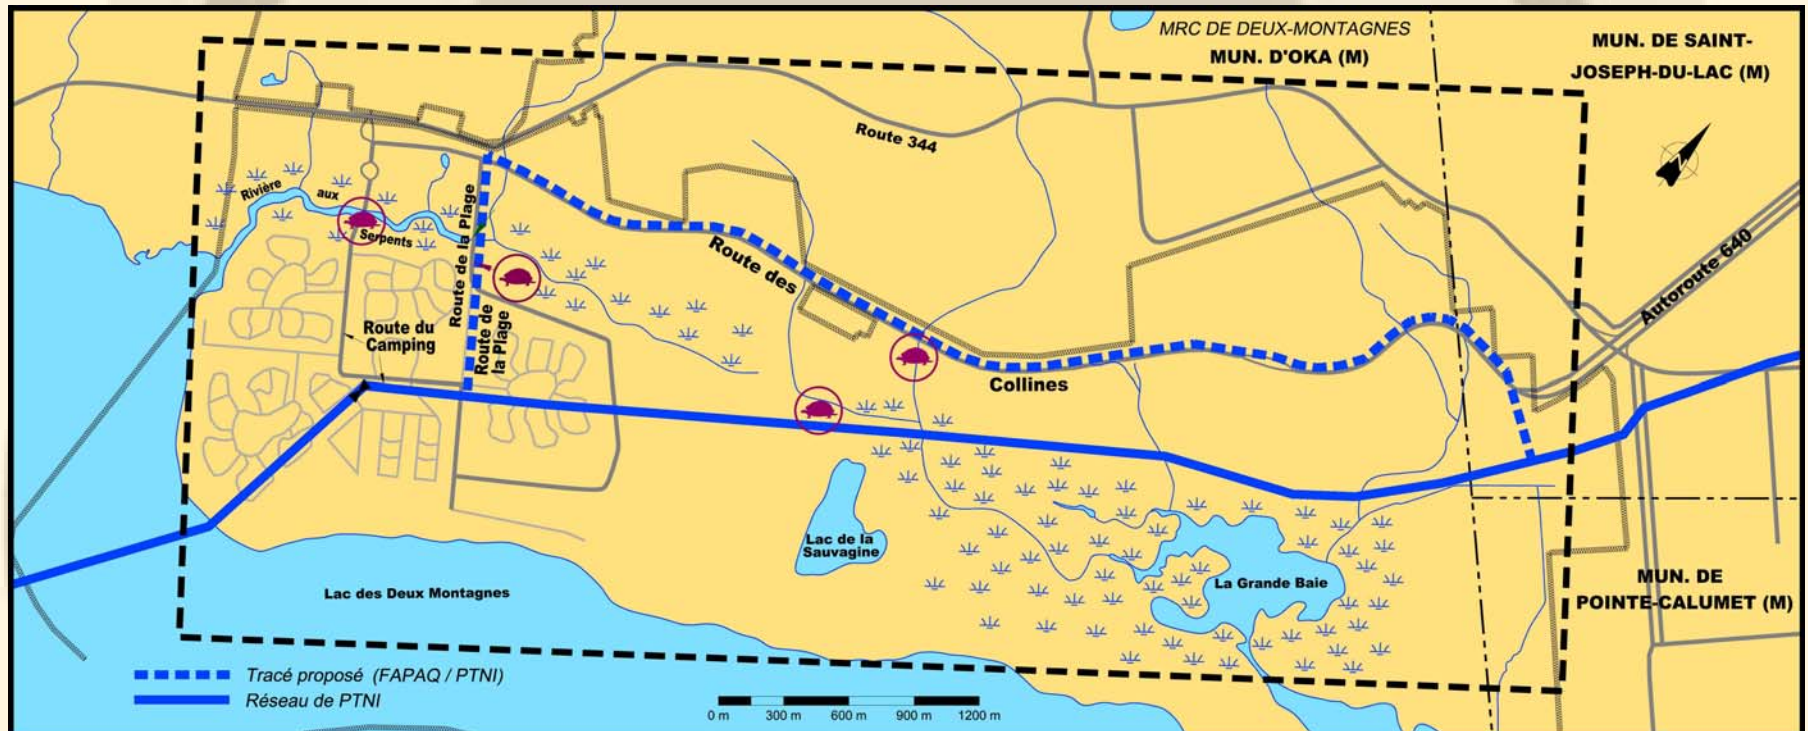 MRC DE DEUX-MONTAGNES
MUN. D'OKA (M)
MUN. DE SAINT-
JOSEPH-DU-LAC (M)
N
Route 344
Rivière
aux
Serpents
Route de la Plage
Route des
Collines
Autoroute 640
Route du
Camping
Route de
la Plage
Lac de la
Sauvagine
La Grande Baie
MUN. DE
POINTE-CALUMET (M)
Lac des Deux Montagnes
Tracé proposé (FAPAQ / PTNI)
Réseau de PTNI
0 m 300 m 600 m 900 m 1200 m